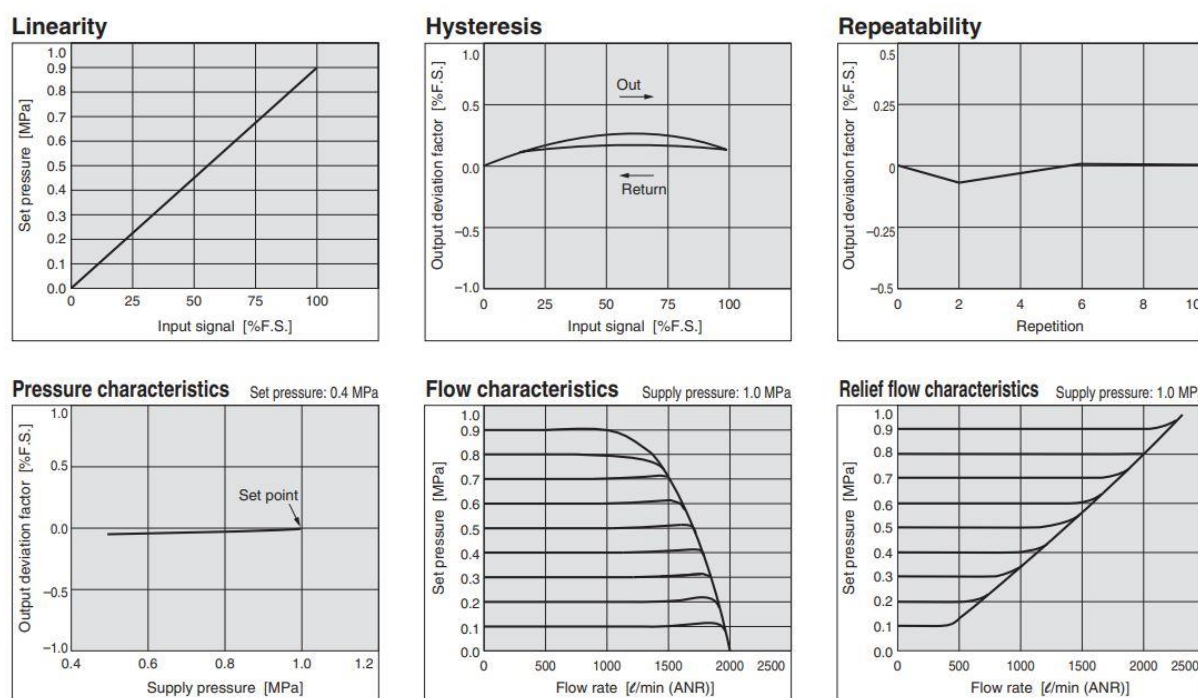 Linearity
Set pressure [MPa]
1.0
0.9
0.8
0.7
0.6
0.5
0.4
0.3
0.2
0.1
0.0
0 25 50 75 100
Input signal [%F.S.]
Hysteresis
Output deviation factor [%F.S.]
1.0
0.5
0.0
−0.5
−1.0
Out
Return
0 25 50 75 100
Input signal [%F.S.]
Repeatability
Output deviation factor [%F.S.]
0.5
0.25
0
−0.25
−0.5
0 2 4 6 8 10
Repetition
Pressure characteristics Set pressure: 0.4 MPa
Output deviation factor [%F.S.]
1.0
0.5
0.0
−0.5
−1.0
Set point
0.4 0.6 0.8 1.0 1.2
Supply pressure [MPa]
Flow characteristics Supply pressure: 1.0 MPa
Set pressure [MPa]
1.0
0.9
0.8
0.7
0.6
0.5
0.4
0.3
0.2
0.1
0.0
0 500 1000 1500 2000 2500
Flow rate [ℓ/min (ANR)]
Relief flow characteristics Supply pressure: 1.0 MP
Set pressure [MPa]
1.0
0.9
0.8
0.7
0.6
0.5
0.4
0.3
0.2
0.1
0 500 1000 1500 2000 2500
Flow rate [ℓ/min (ANR)]